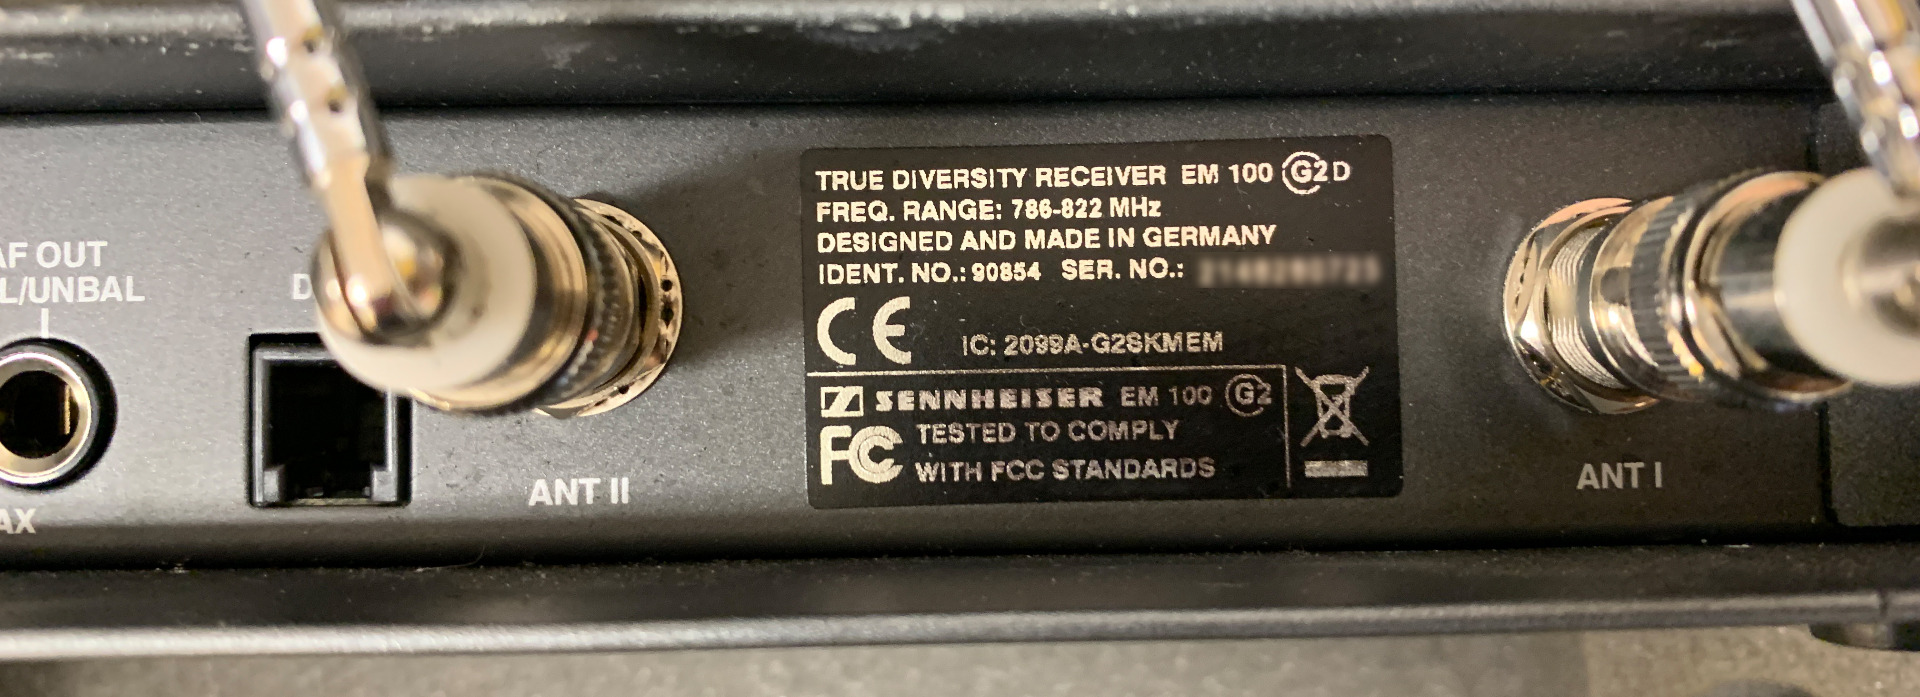 AF OUT
L/UNBAL
AX
D
ANT II
TRUE DIVERSITY RECEIVER EM 100 G2 D
FREQ. RANGE: 786-822 MHz
DESIGNED AND MADE IN GERMANY
IDENT. NO.: 90854 SER. NO.:
CE
IC: 2099A-G2SKMEM
SENNHEISER EM 100 G2
FC TESTED TO COMPLY
WITH FCC STANDARDS
ANT I